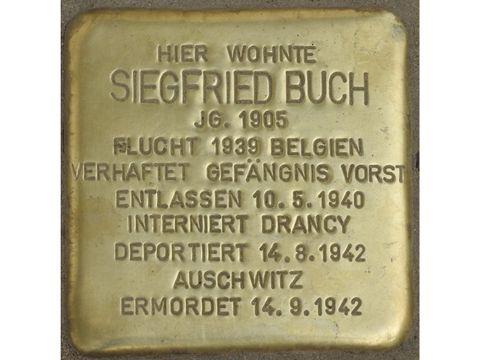 HIER WOHNTE
SIEGFRIED BUCH
JG. 1905
FLUCHT 1939 BELGIEN
VERHAFTET GEFÄNGNIS VORST
ENTLASSEN 10.5.1940
INTERNIERT DRANCY
DEPORTIERT 14.8.1942
AUSCHWITZ
ERMORDET 14.9.1942